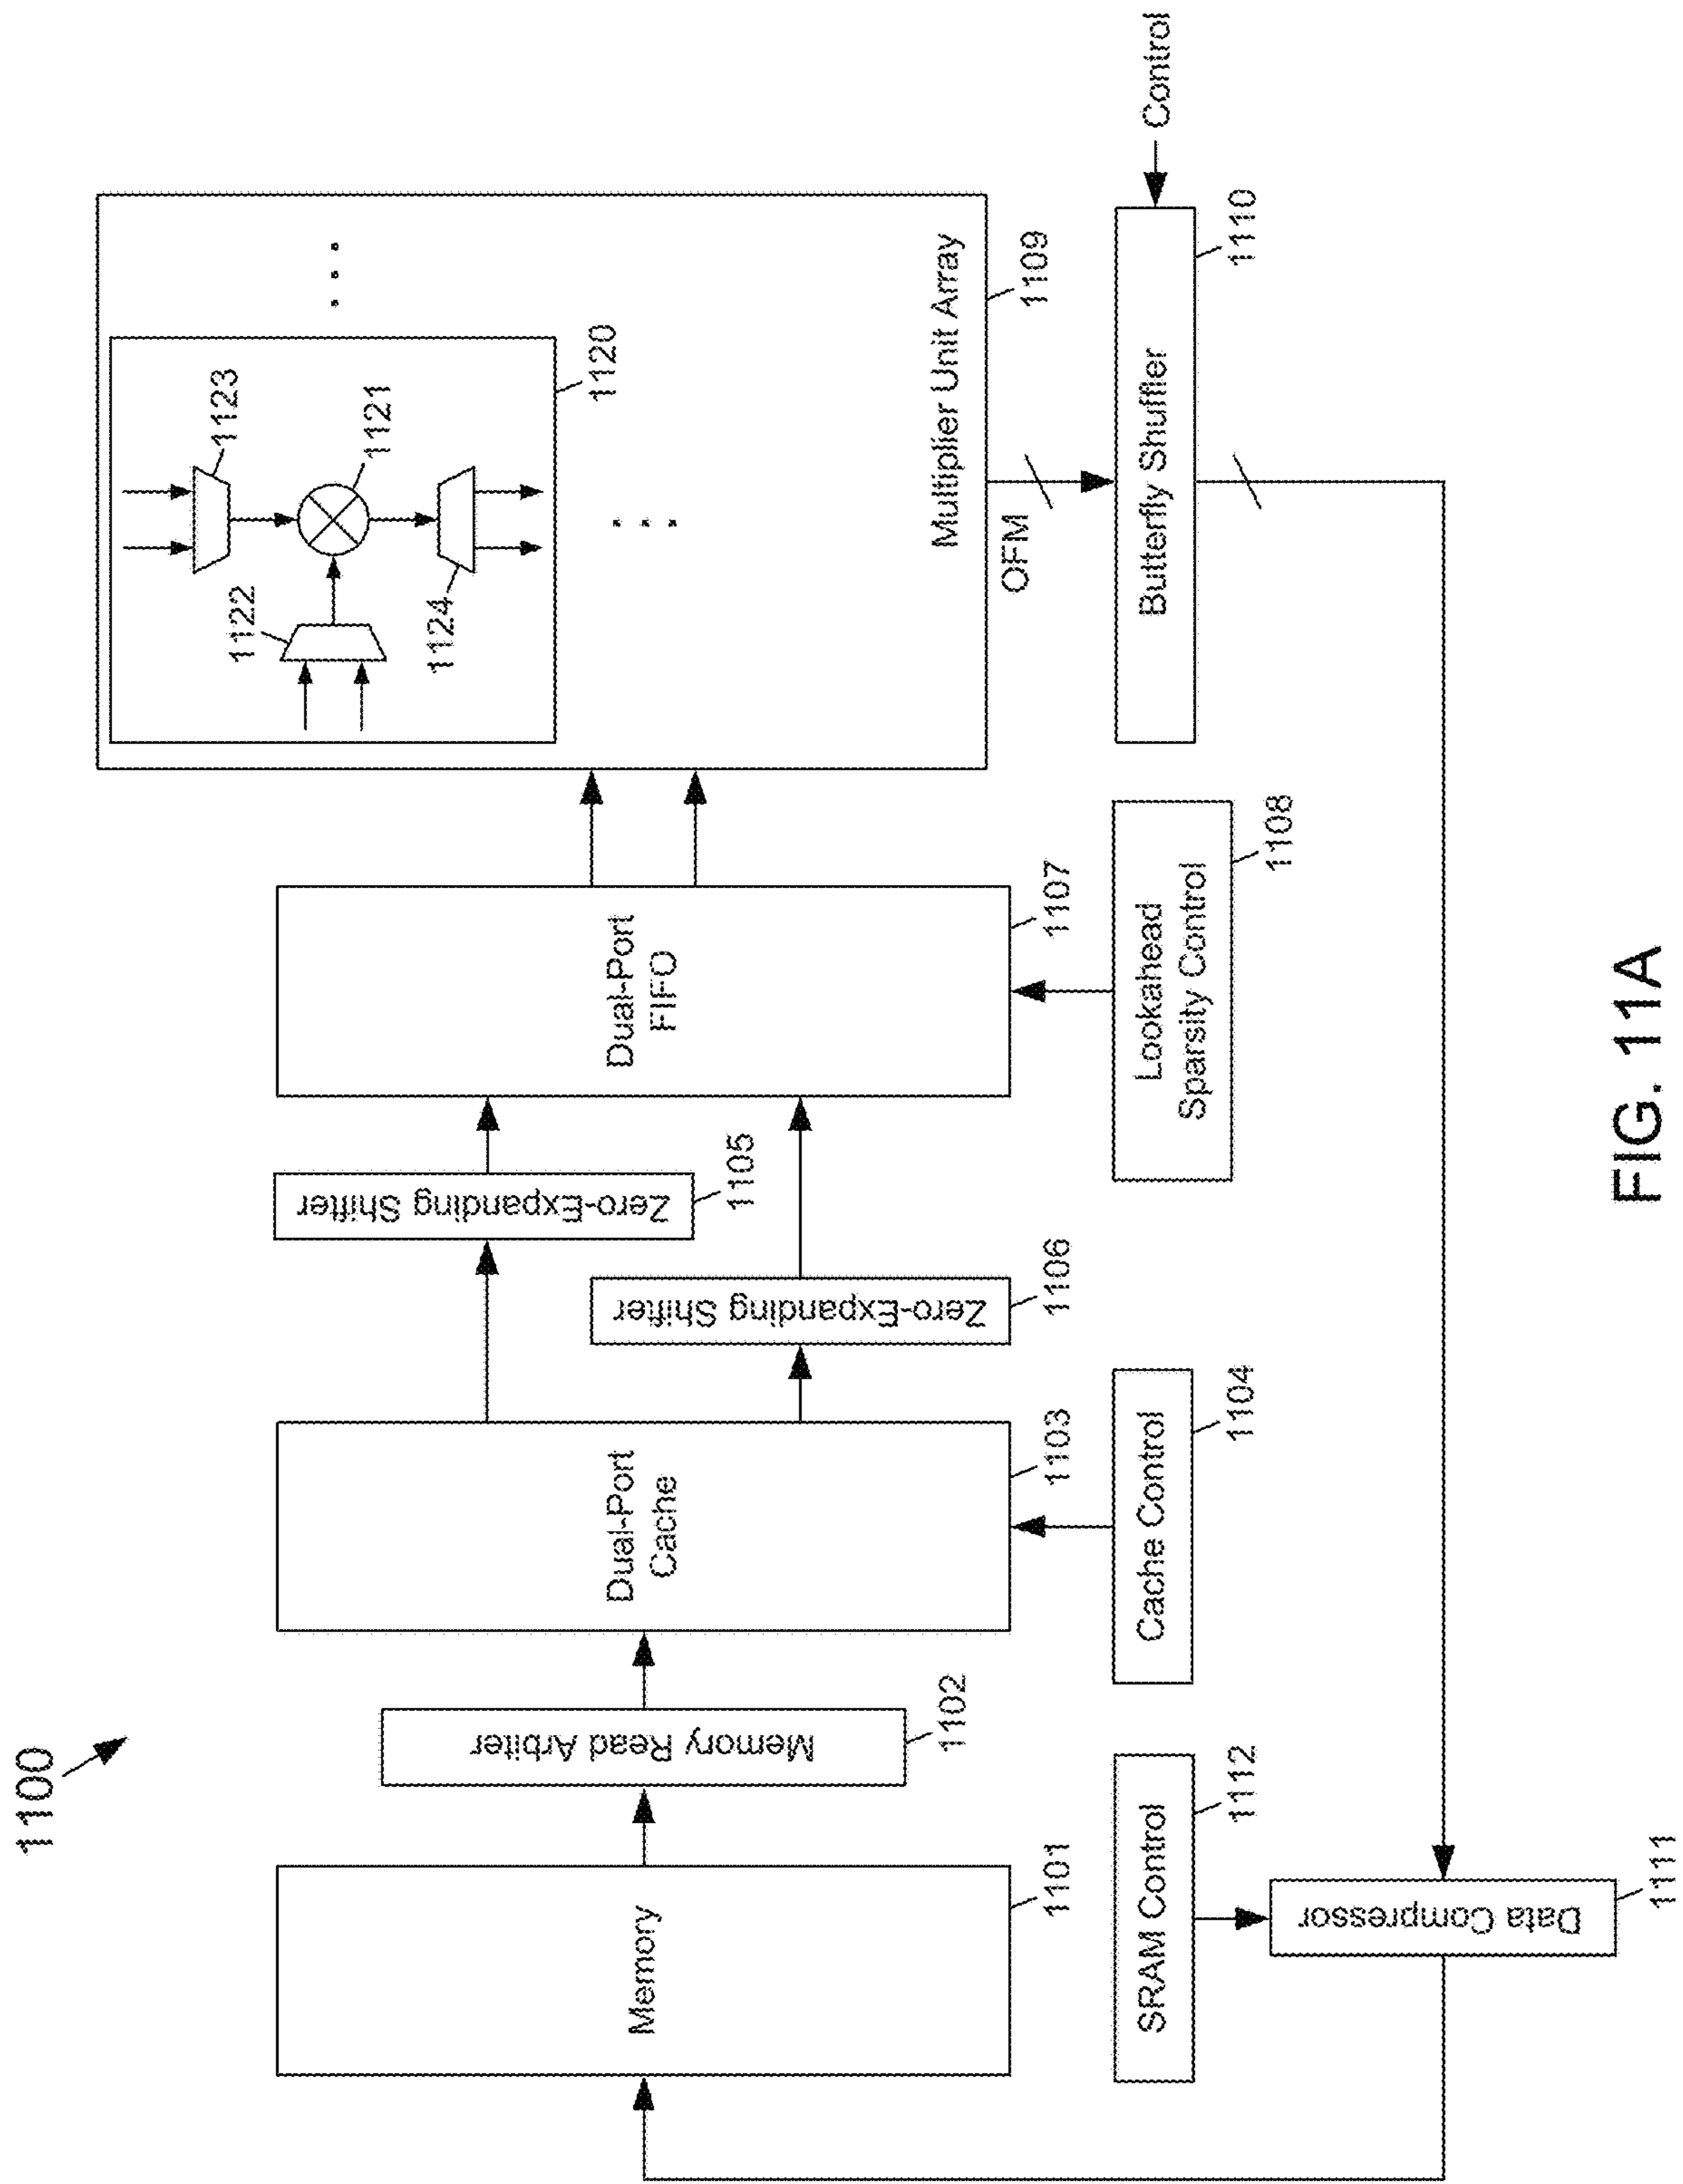 1100
Memory
1101
Memory Read Arbiter
1102
Dual-Port
Cache
1103
Cache Control
1104
Zero-Expanding Shifter
1105
Zero-Expanding Shifter
1106
Dual-Port
FIFO
1107
Lookahead
Sparsity Control
1108
1122
1123
1121
1124
1120
Multiplier Unit Array
1109
OFM
Butterfly Shuffler
1110
Control
SRAM Control
1112
Data Compressor
1111
FIG. 11A